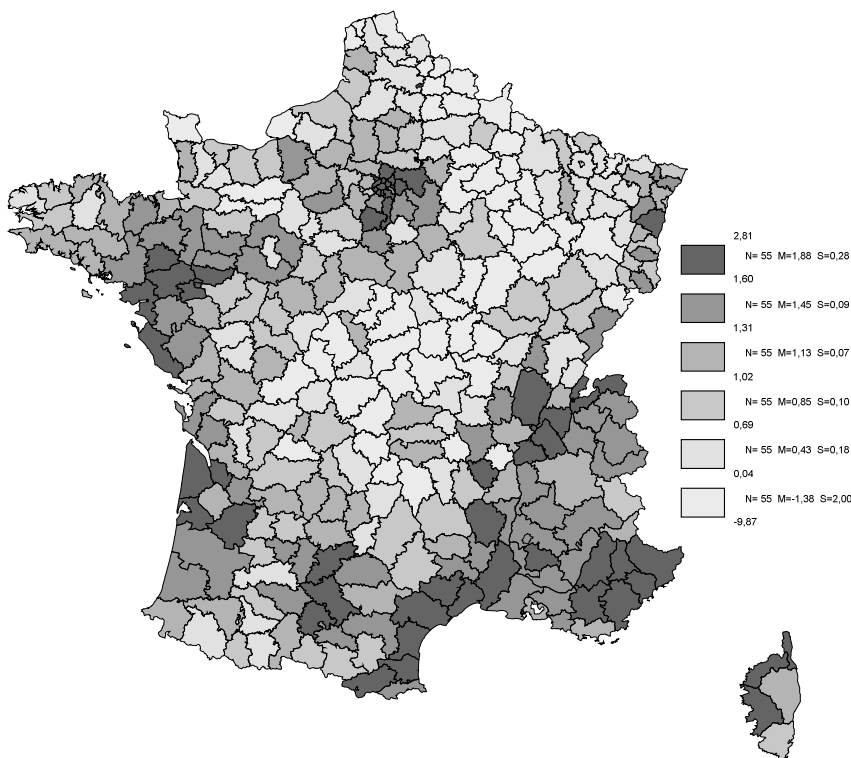 2,81
N= 55 M=1,88 S=0,28
1,60
N= 55 M=1,45 S=0,09
1,31
N= 55 M=1,13 S=0,07
1,02
N= 55 M=0,85 S=0,10
0,69
N= 55 M=0,43 S=0,18
0,04
N= 55 M=-1,38 S=2,00
-9,87